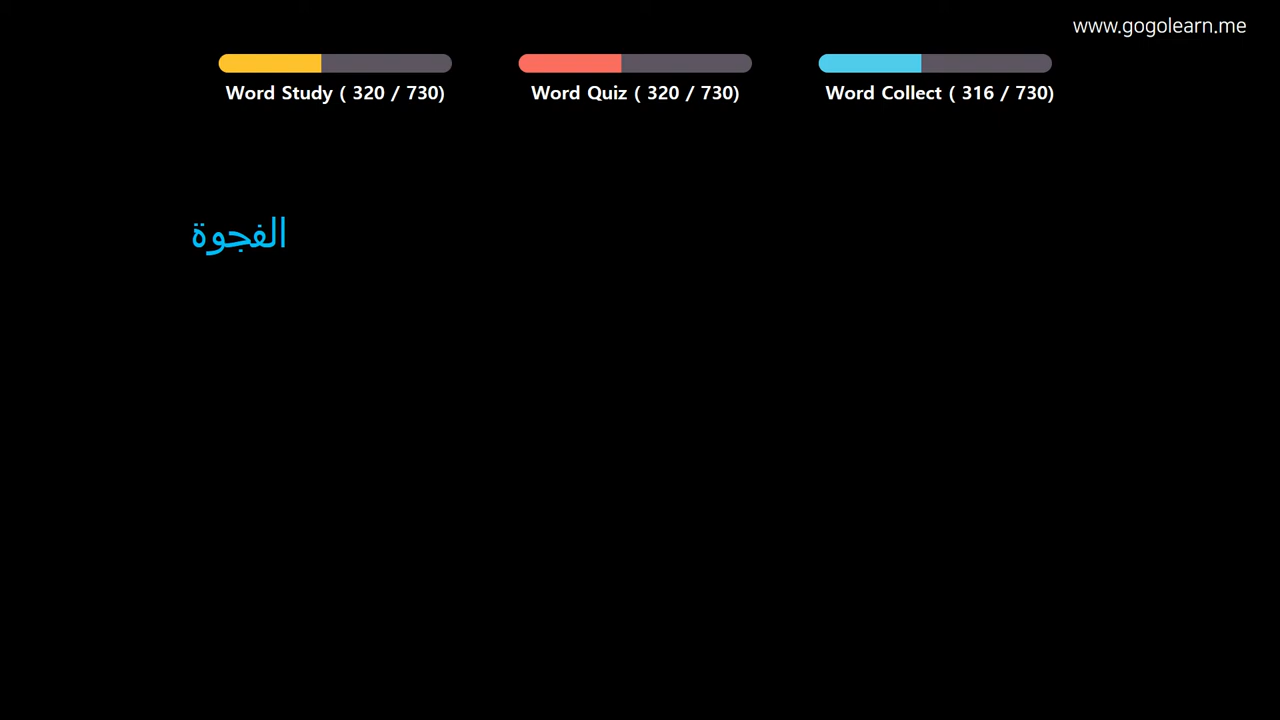 www.gogolearn.me
Word Study ( 320 / 730)
Word Quiz ( 320 / 730)
Word Collect ( 316 / 730)
الفجوة